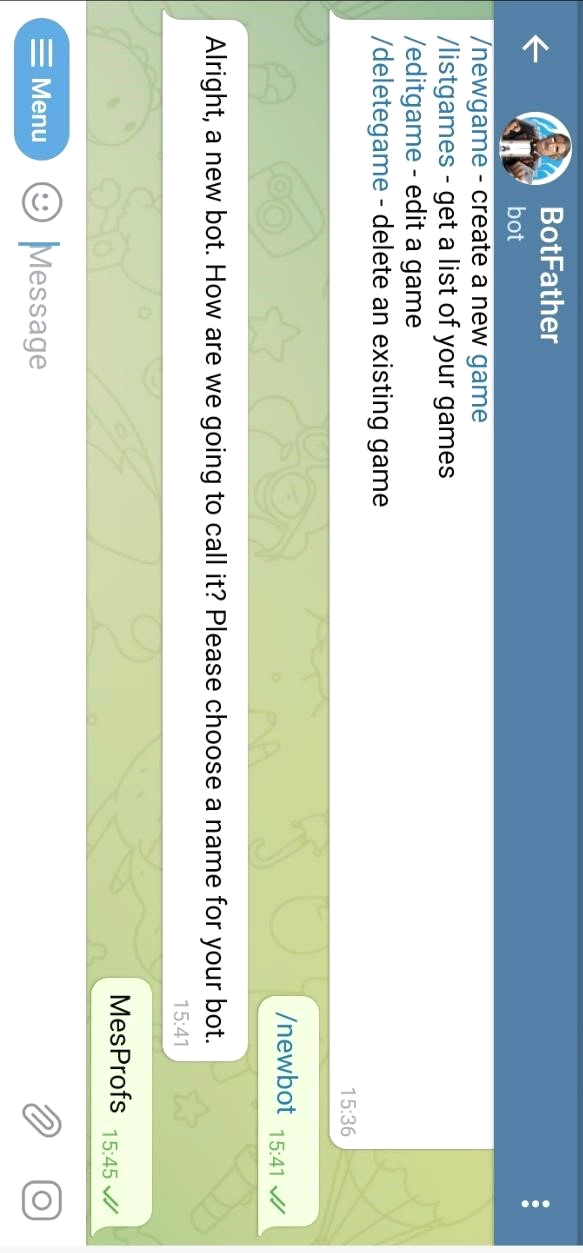 BotFather
bot
/newgame - create a new game
/listgames - get a list of your games
/editgame - edit a game
/deletegame - delete an existing game
15:36
/newbot 15:41
Alright, a new bot. How are we going to call it? Please choose a name for your bot.
15:41
MesProfs 15:45
Menu
Message